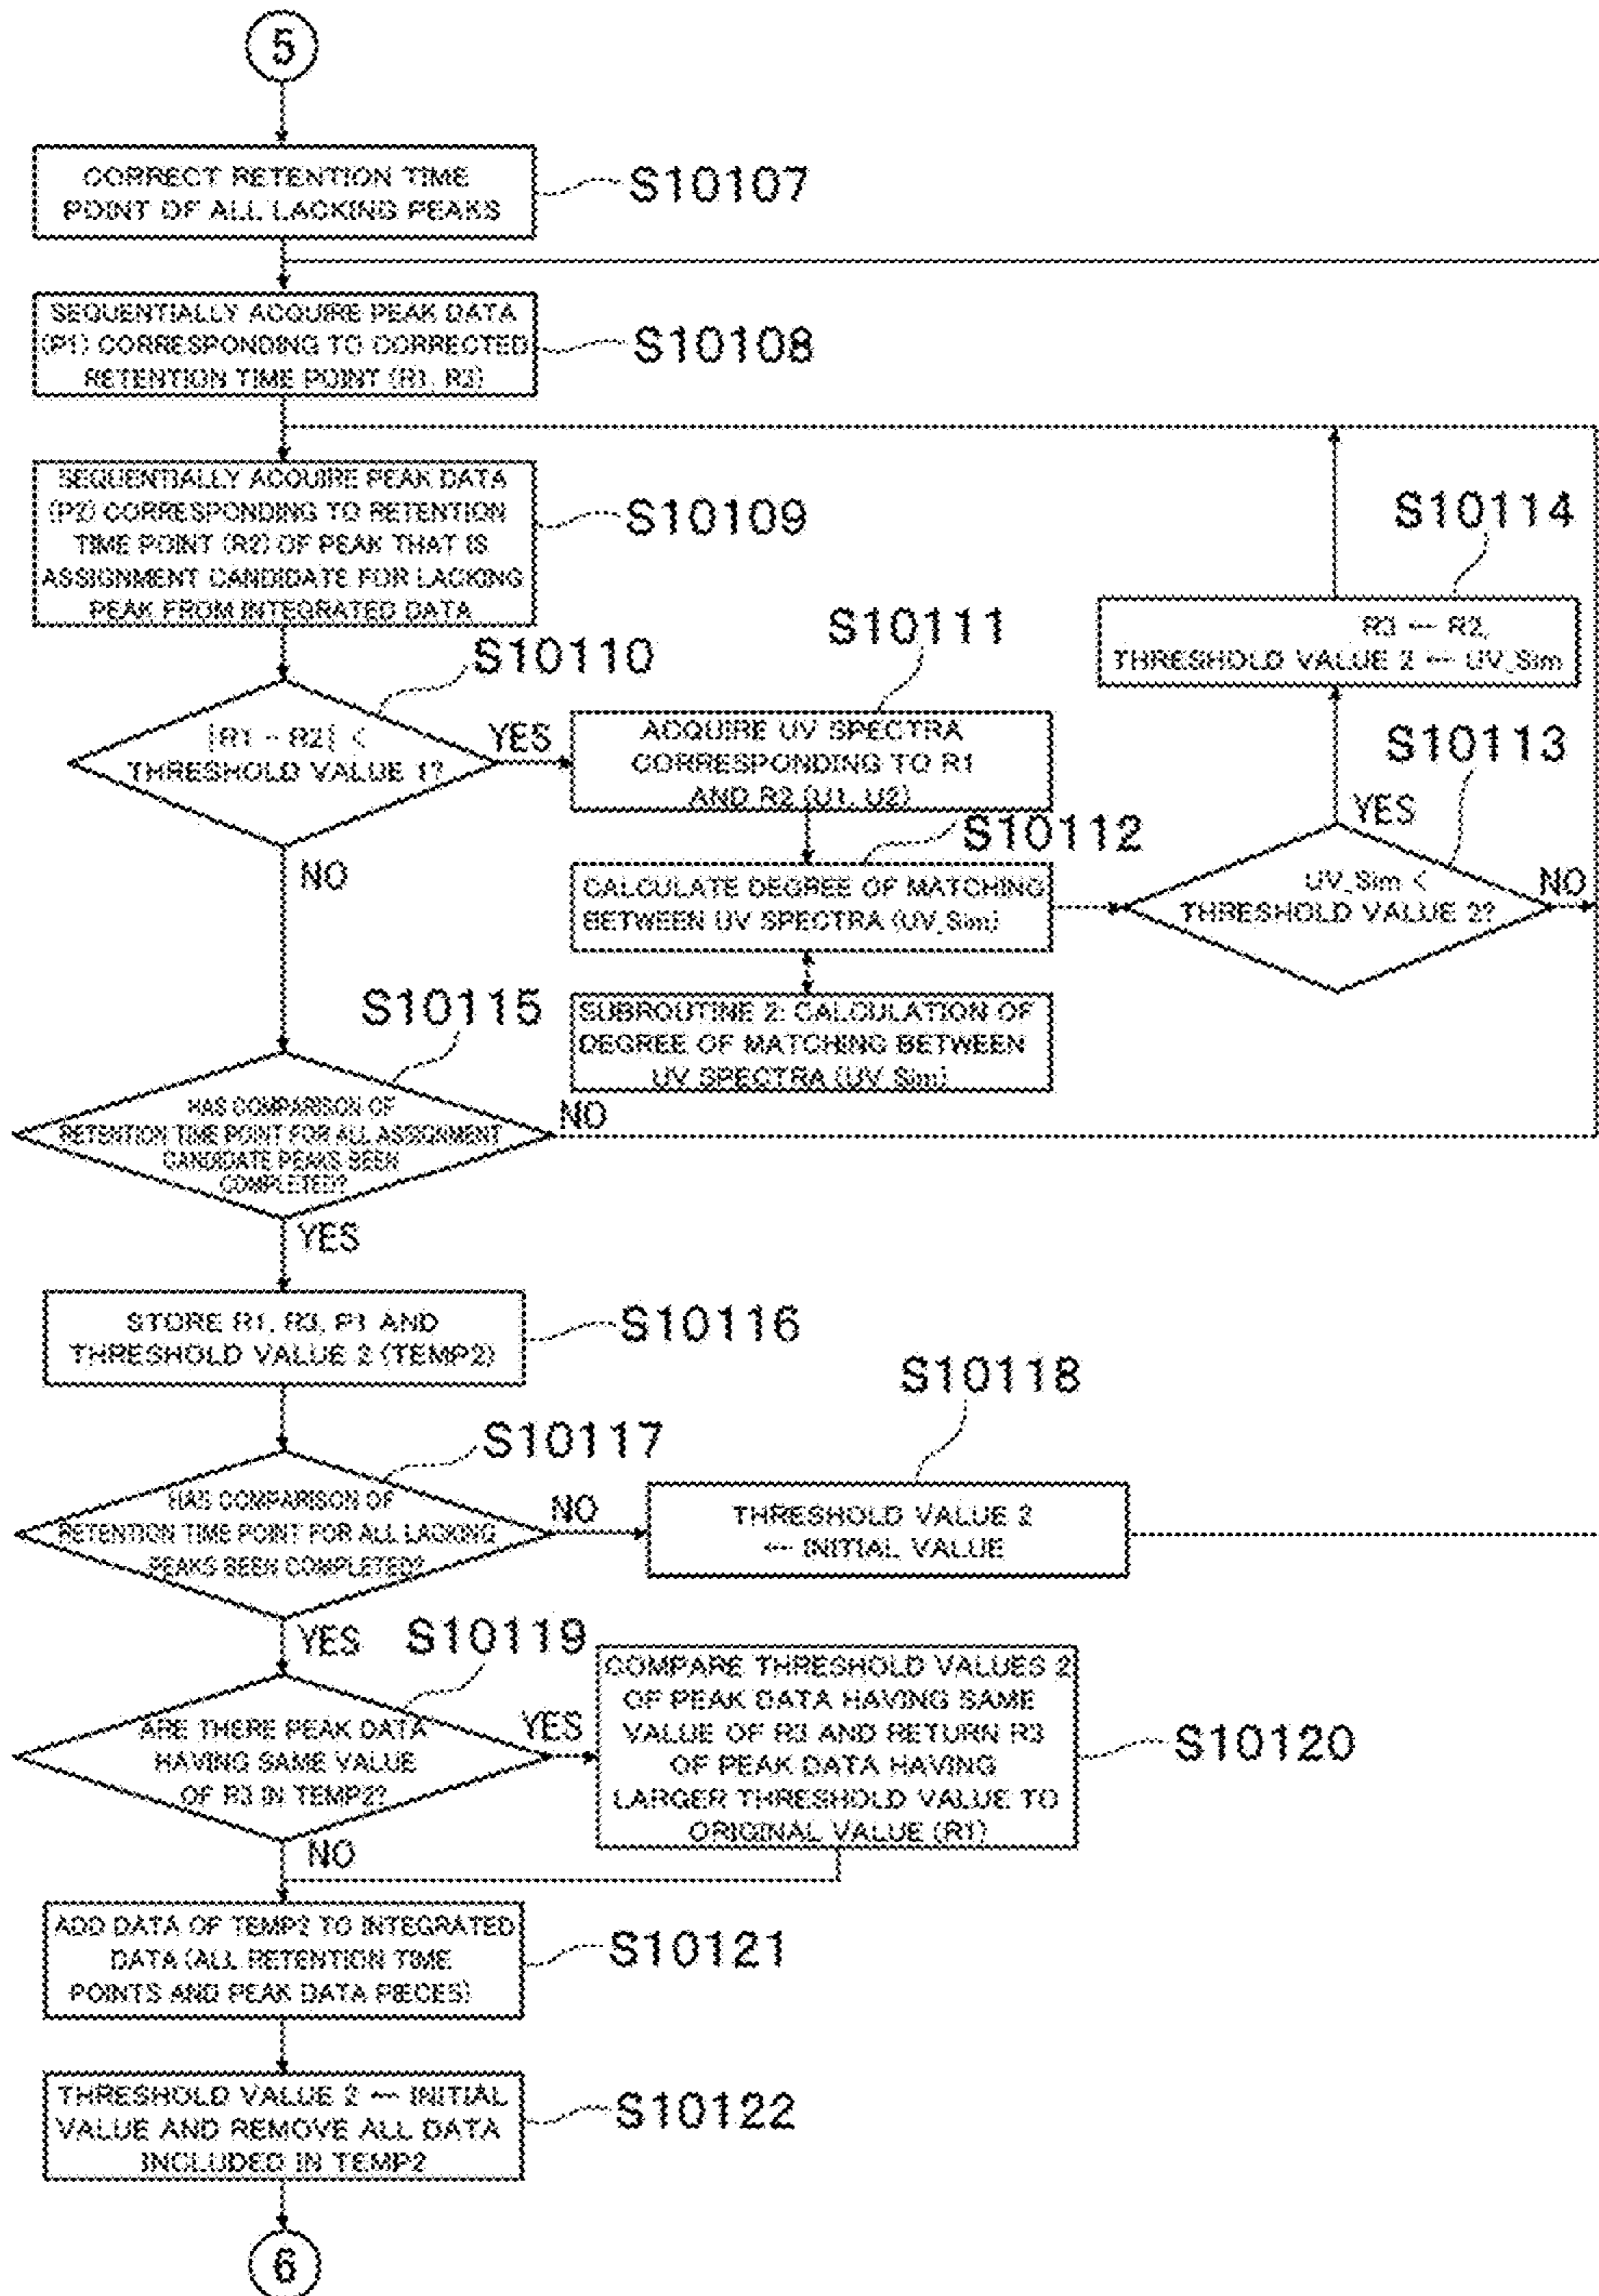 5
CORRECT RETENTION TIME
POINT OF ALL LACKING PEAKS
S10107
SEQUENTIALLY ACQUIRE PEAK DATA
(P1) CORRESPONDING TO CORRECTED
RETENTION TIME POINT (R1, R3)
S10108
SEQUENTIALLY ACQUIRE PEAK DATA
(P2) CORRESPONDING TO RETENTION
TIME POINT (R2) OF PEAK THAT IS
ASSIGNMENT CANDIDATE FOR LACKING
PEAK FROM INTEGRATED DATA
S10109
S10110
|R1 - R2| <
THRESHOLD VALUE 1?
YES
NO
S10111
ACQUIRE UV SPECTRA
CORRESPONDING TO R1
AND R2 (U1, U2)
S10112
CALCULATE DEGREE OF MATCHING
BETWEEN UV SPECTRA (UV_Sim)
SUBROUTINE 2: CALCULATION OF
DEGREE OF MATCHING BETWEEN
UV SPECTRA (UV_Sim)
S10114
R3 ← R2,
THRESHOLD VALUE 2 ← UV_Sim
S10113
YES
UV_Sim <
THRESHOLD VALUE 2?
NO
S10115
HAS COMPARISON OF
RETENTION TIME POINT FOR ALL ASSIGNMENT
CANDIDATE PEAKS BEEN
COMPLETED?
NO
YES
STORE R1, R3, P1 AND
THRESHOLD VALUE 2 (TEMP2)
S10116
S10117
HAS COMPARISON OF
RETENTION TIME POINT FOR ALL LACKING
PEAKS BEEN COMPLETED?
NO
YES
S10118
THRESHOLD VALUE 2
← INITIAL VALUE
S10119
ARE THERE PEAK DATA
HAVING SAME VALUE
OF R3 IN TEMP2?
YES
NO
COMPARE THRESHOLD VALUES 2
OF PEAK DATA HAVING SAME
VALUE OF R3 AND RETURN R3
OF PEAK DATA HAVING
LARGER THRESHOLD VALUE TO
ORIGINAL VALUE (R1)
S10120
ADD DATA OF TEMP2 TO INTEGRATED
DATA (ALL RETENTION TIME
POINTS AND PEAK DATA PIECES)
S10121
THRESHOLD VALUE 2 ← INITIAL
VALUE AND REMOVE ALL DATA
INCLUDED IN TEMP2
S10122
6